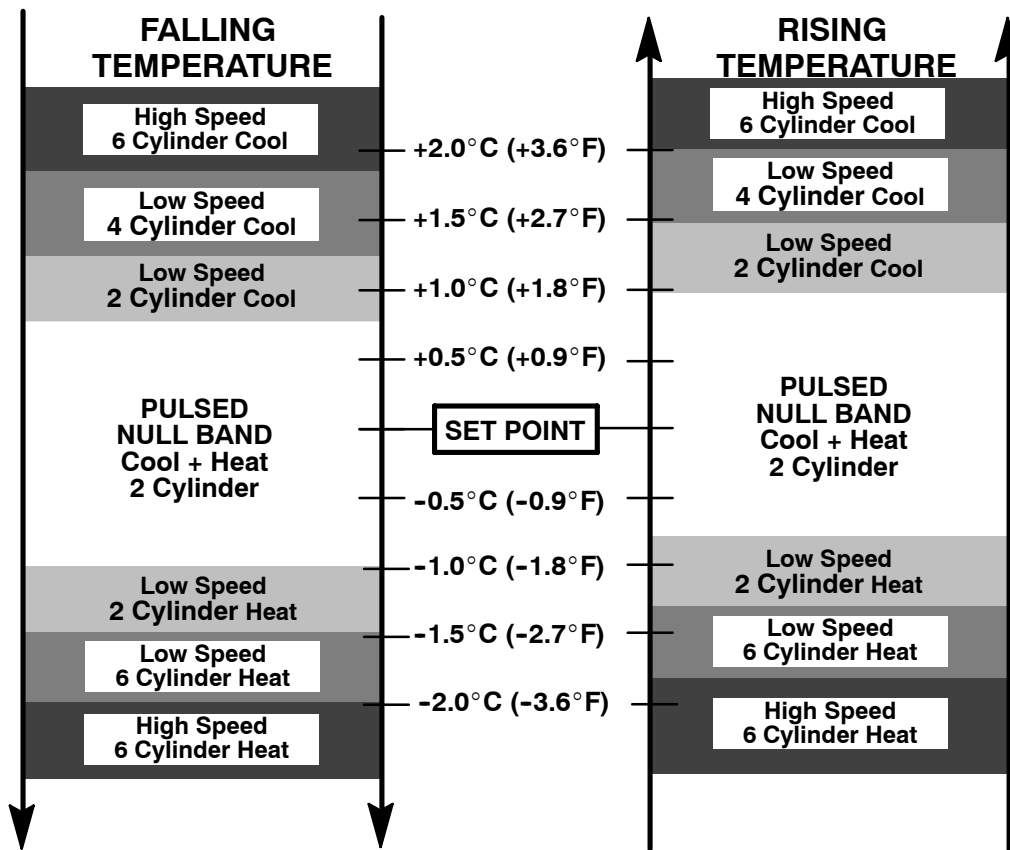 FALLING
TEMPERATURE
High Speed
6 Cylinder Cool
Low Speed
4 Cylinder Cool
Low Speed
2 Cylinder Cool
PULSED
NULL BAND
Cool + Heat
2 Cylinder
Low Speed
2 Cylinder Heat
Low Speed
6 Cylinder Heat
High Speed
6 Cylinder Heat
+2.0°C (+3.6°F)
+1.5°C (+2.7°F)
+1.0°C (+1.8°F)
+0.5°C (+0.9°F)
SET POINT
-0.5°C (-0.9°F)
-1.0°C (-1.8°F)
-1.5°C (-2.7°F)
-2.0°C (-3.6°F)
RISING
TEMPERATURE
High Speed
6 Cylinder Cool
Low Speed
4 Cylinder Cool
Low Speed
2 Cylinder Cool
PULSED
NULL BAND
Cool + Heat
2 Cylinder
Low Speed
2 Cylinder Heat
Low Speed
6 Cylinder Heat
High Speed
6 Cylinder Heat